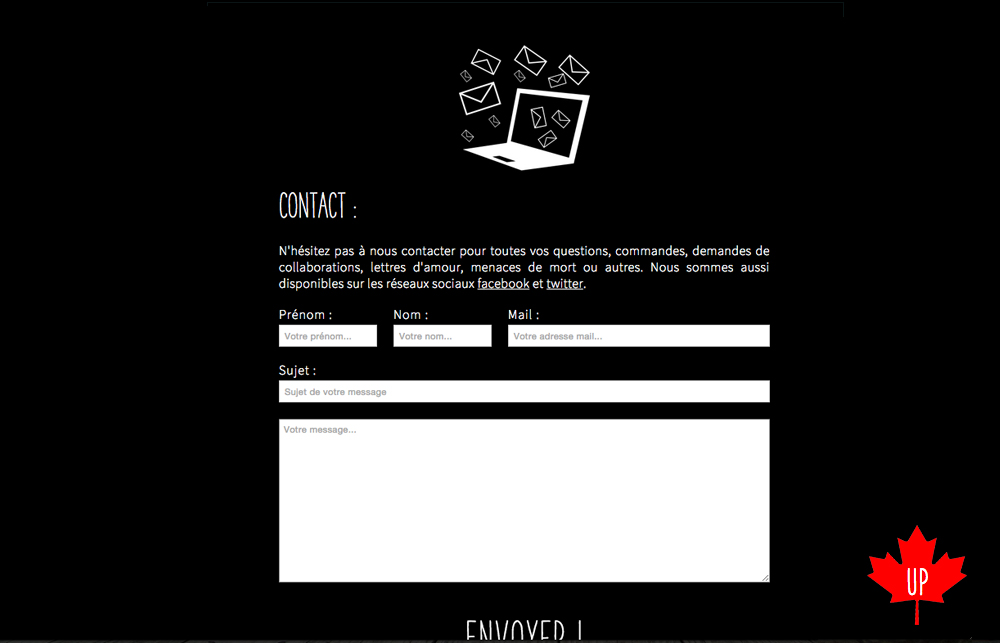 CONTACT :
N'hésitez pas à nous contacter pour toutes vos questions, commandes, demandes de
collaborations, lettres d'amour, menaces de mort ou autres. Nous sommes aussi
disponibles sur les réseaux sociaux facebook et twitter.
Prénom : Nom : Mail :
Votre prénom... Votre nom... Votre adresse mail...
Sujet :
Sujet de votre message
Votre message...
UP
ENVOYER !